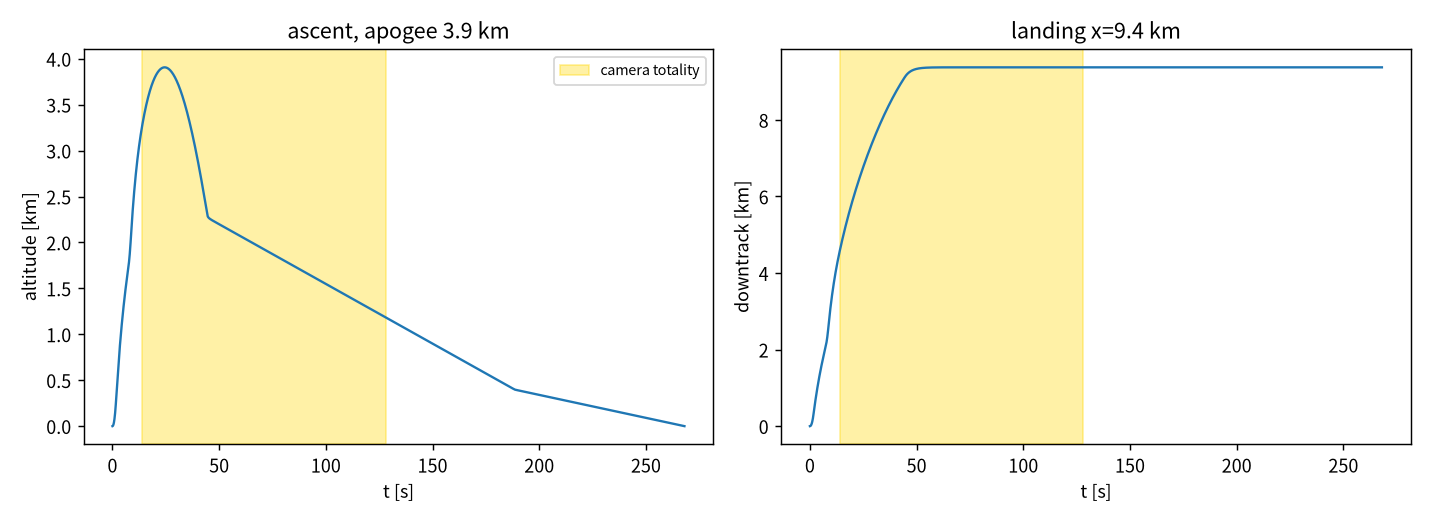 ascent, apogee 3.9 km
camera totality
altitude [km]
4.0
3.5
3.0
2.5
2.0
1.5
1.0
0.5
0.0
0 50 100 150 200 250
t [s]
landing x=9.4 km
downtrack [km]
8
6
4
2
0
0 50 100 150 200 250
t [s]